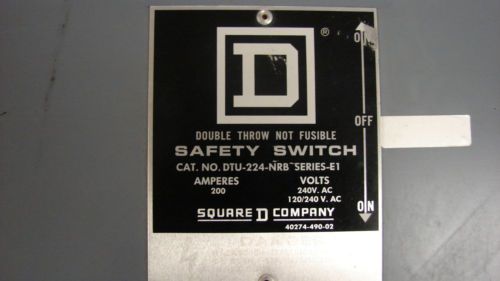 D
®
ON
DOUBLE THROW NOT FUSIBLE
OFF
SAFETY SWITCH
CAT. NO. DTU-224-NRB SERIES-E1
AMPERES VOLTS
200 240V. AC
120/240 V. AC
ON
SQUARE D COMPANY
40274-490-02